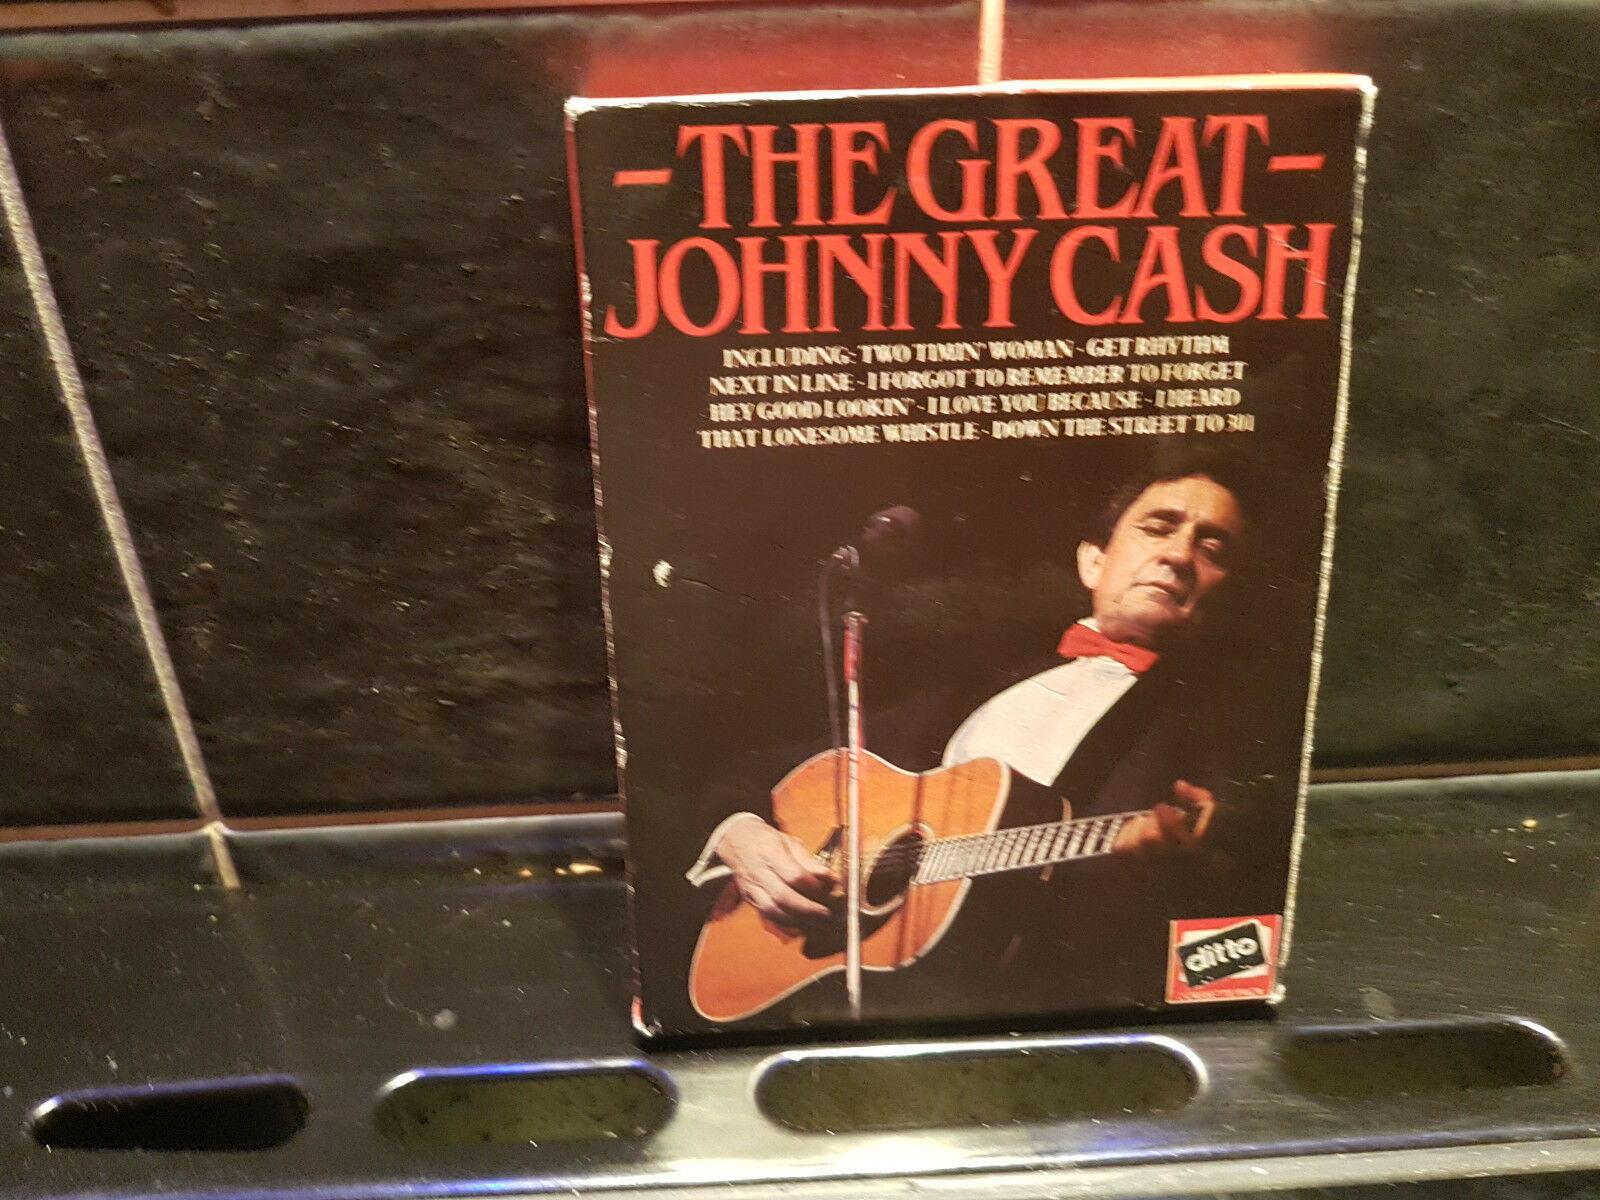 -THE GREAT-
JOHNNY CASH
INCLUDING:- TWO TIMIN' WOMAN - GET RHYTHM
NEXT IN LINE - I FORGOT TO REMEMBER TO FORGET
HEY GOOD LOOKIN' - I LOVE YOU BECAUSE - I HEARD
THAT LONESOME WHISTLE - DOWN THE STREET TO 301
ditto